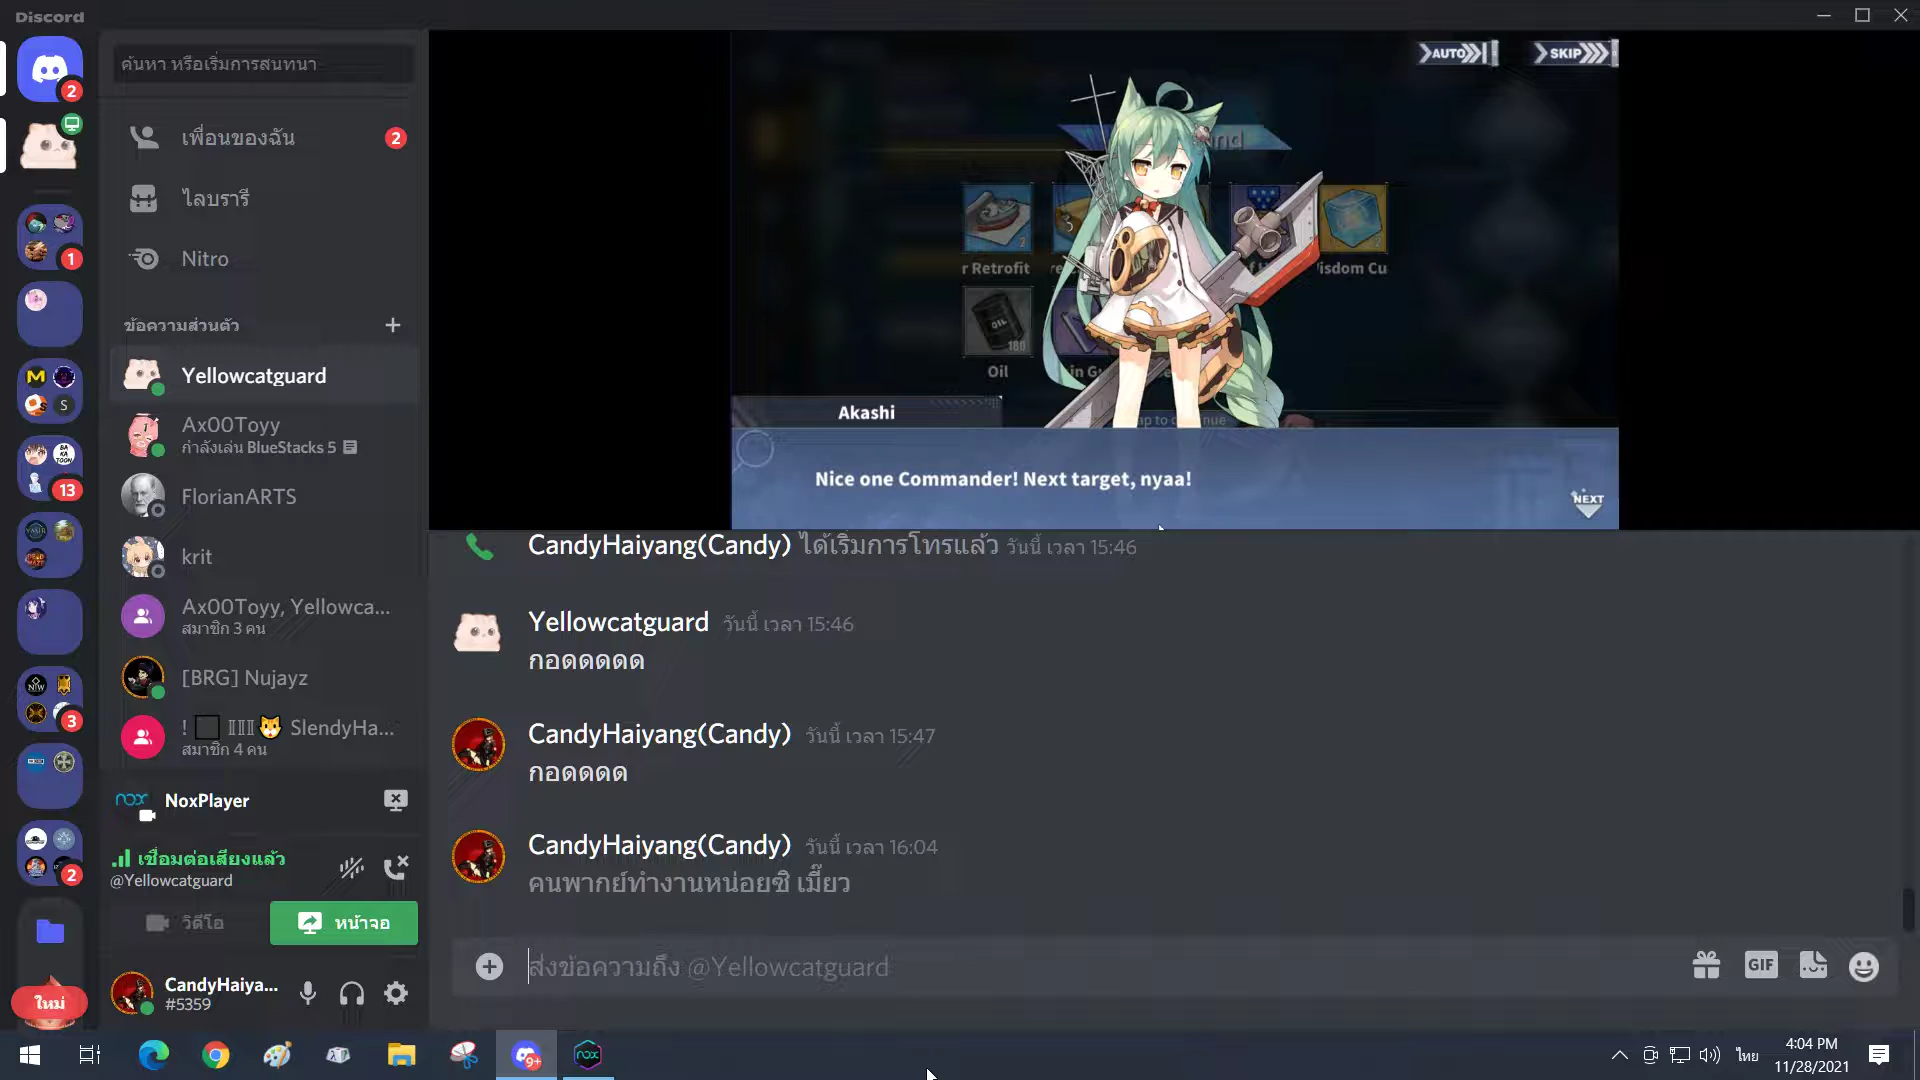 Discord
ค้นหา หรือเริ่มการสนทนา
2
เพื่อนของฉัน
2
ไลบรารี
1
Nitro
ข้อความส่วนตัว
Yellowcatguard
AxOOToyy
กำลังเล่น BlueStacks 5
FlorianARTS
13
krit
AxOOToyy, Yellowca...
สมาชิก 3 คน
[BRG] Nujayz
3
SlendyHa...
สมาชิก 4 คน
nox
NoxPlayer
เชื่อมต่อเสียงแล้ว
@Yellowcatguard
2
วิดีโอ
หน้าจอ
CandyHaiya...
#5359
ใหม่
AUTO
SKIP
r Retrofit
isdom Cu
OIL
180
Oil
Akashi
Nice one Commander! Next target, nyaa!
NEXT
CandyHaiyang(Candy) ได้เริ่มการโทรแล้ว วันนี้ เวลา 15:46
Yellowcatguard วันนี้ เวลา 15:46
กอดดดดด
CandyHaiyang(Candy) วันนี้ เวลา 15:47
กอดดดด
CandyHaiyang(Candy) วันนี้ เวลา 16:04
คนพากย์ทำงานหน่อยซิ เมี๊ยว
ส่งข้อความถึง @Yellowcatguard
GIF
9+
nox
ไทย
4:04 PM
11/28/2021